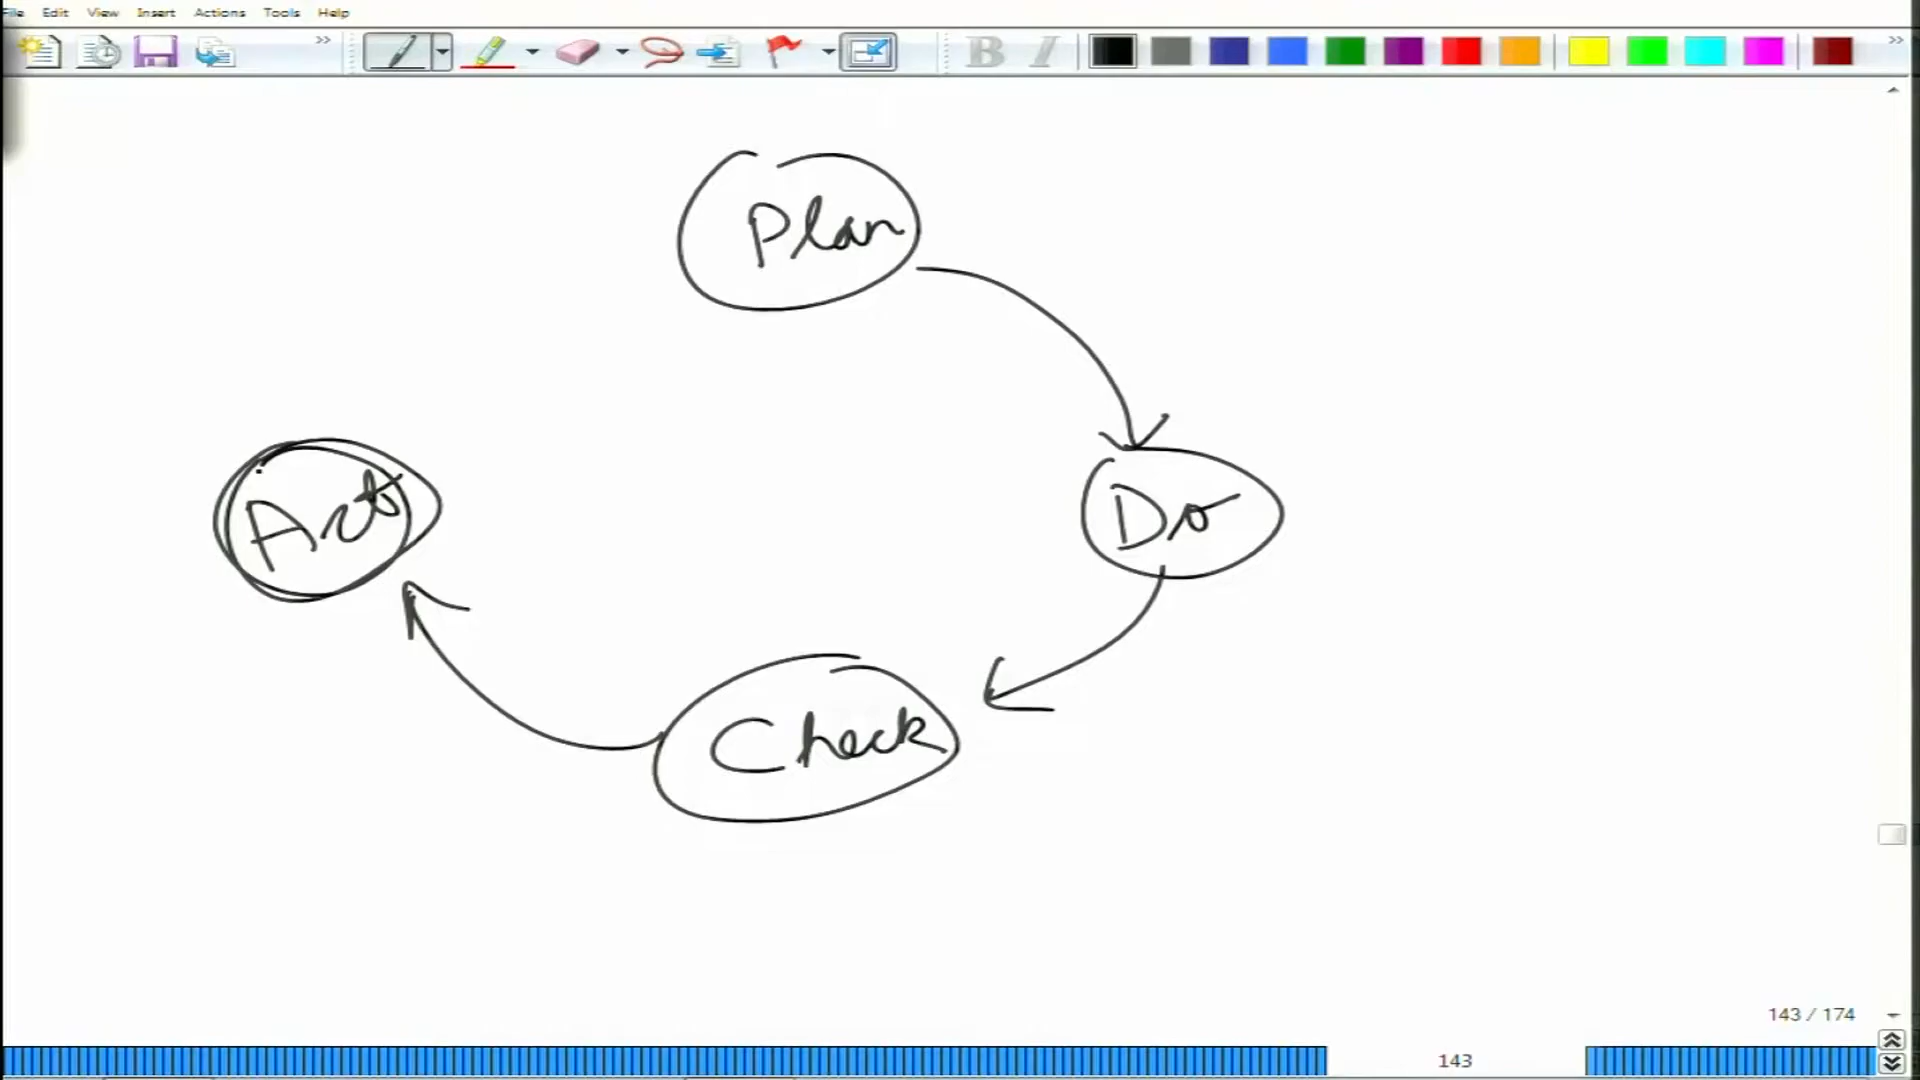 File Edit View Insert Actions Tools Help
B I
Plan
Act
Do
Check
143 / 174
143